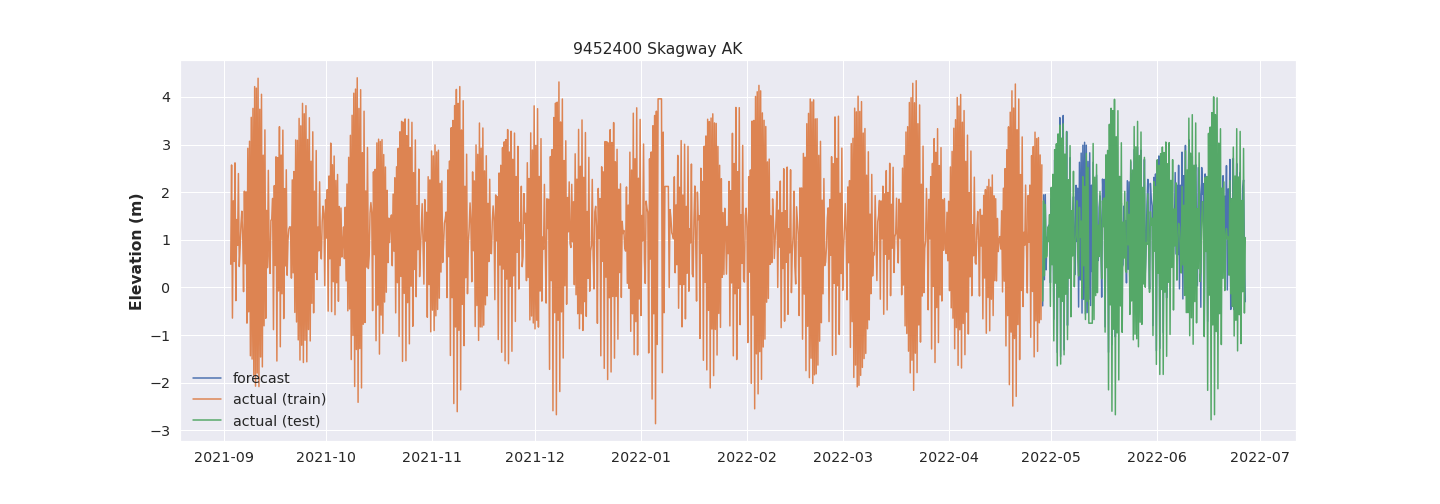 9452400 Skagway AK
Elevation (m)
4
3
2
1
0
−1
−2
−3
forecast
actual (train)
actual (test)
2021-09 2021-10 2021-11 2021-12 2022-01 2022-02 2022-03 2022-04 2022-05 2022-06 2022-07